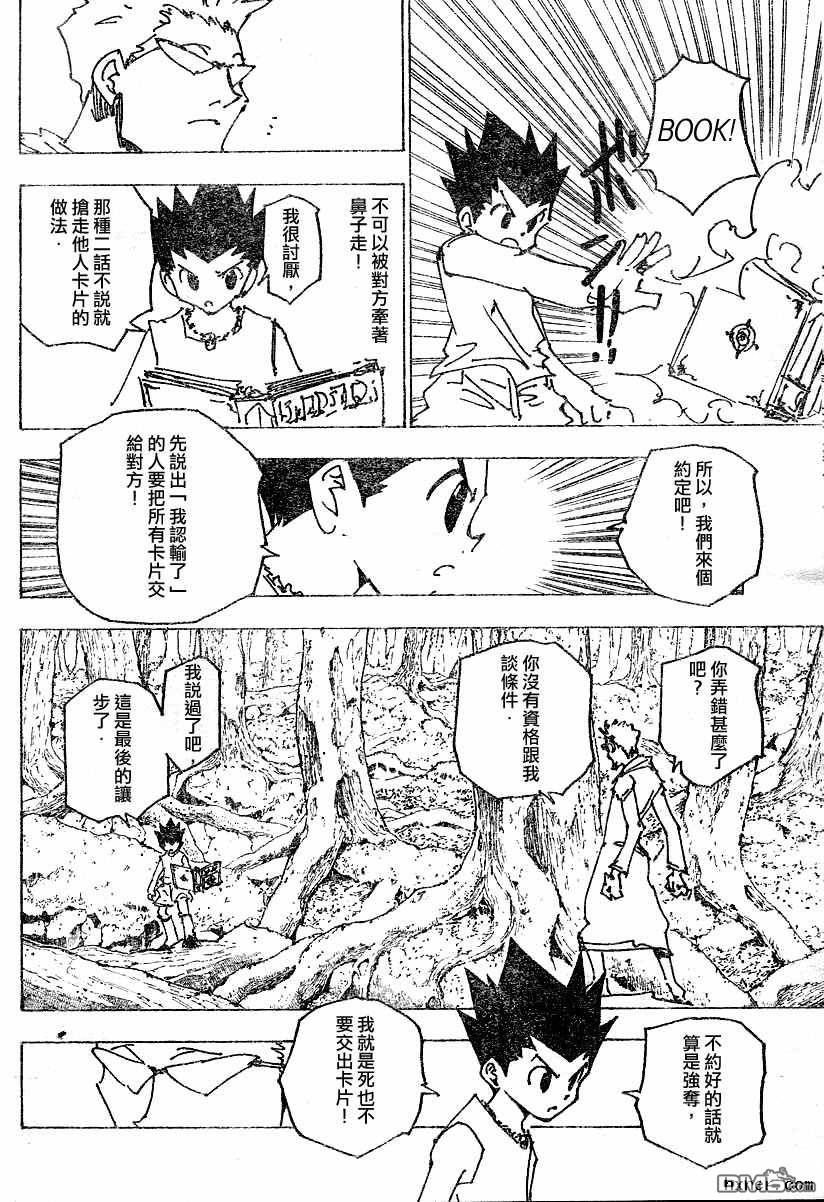 BOOK!
ボ
ン
!!
不可以被對方牽著
鼻子走！
我很討厭，
那種二話不說就
搶走他人卡片的
做法．
所以，我們來個
約定吧！
先說出「我認輸了」
的人要把所有卡片交
給對方！
你弄錯甚麼了
吧？
你沒有資格跟我
談條件．
我說過了吧，
這是最後的讓
步了．
不約好的話就
算是強奪，
我就是死也不
要交出卡片！